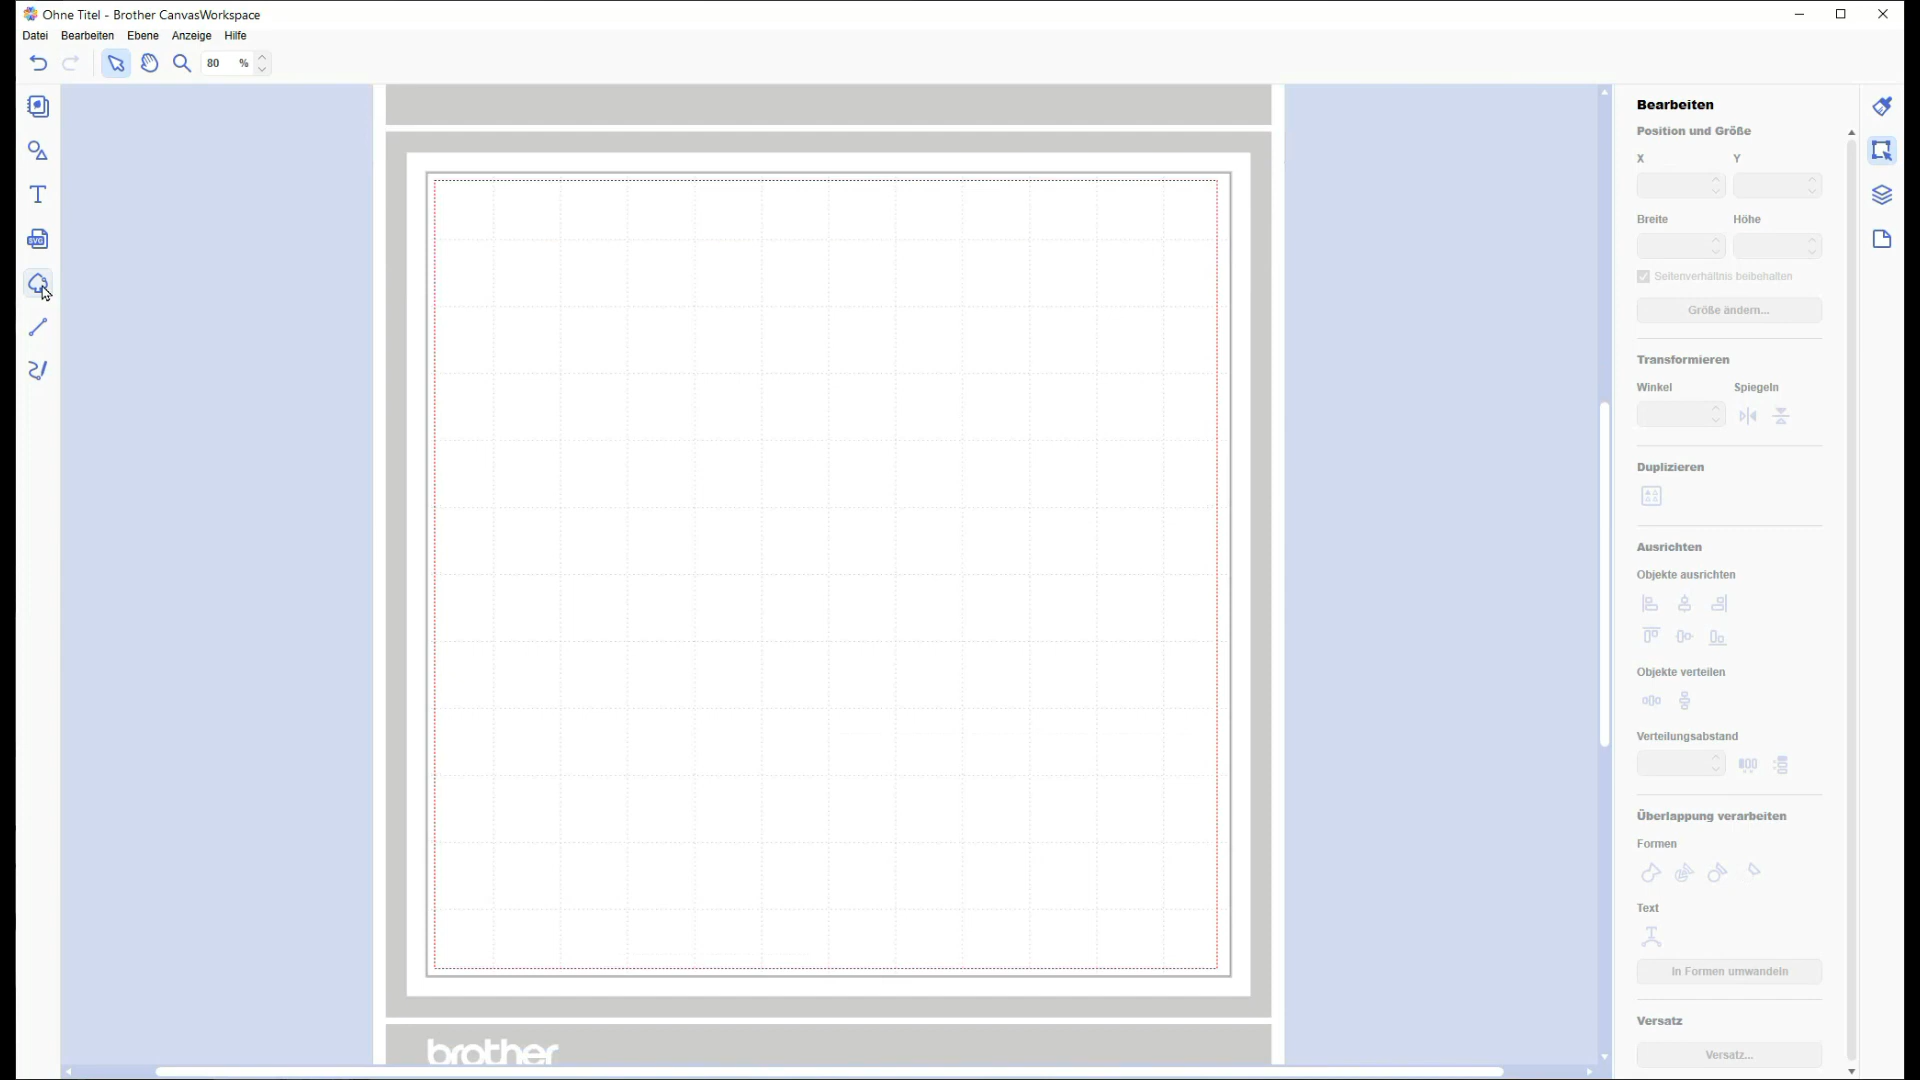 Ohne Titel - Brother CanvasWorkspace
Datei Bearbeiten Ebene Anzeige Hilfe
80 %
T
SVG
Bearbeiten
Position und Größe
X Y
Breite Höhe
Seitenverhältnis beibehalten
Größe ändern...
Transformieren
Winkel Spiegeln
Duplizieren
Ausrichten
Objekte ausrichten
Objekte verteilen
Verteilungsabstand
Überlappung verarbeiten
Formen
Text
In Formen umwandeln
Versatz
Versatz...
brother